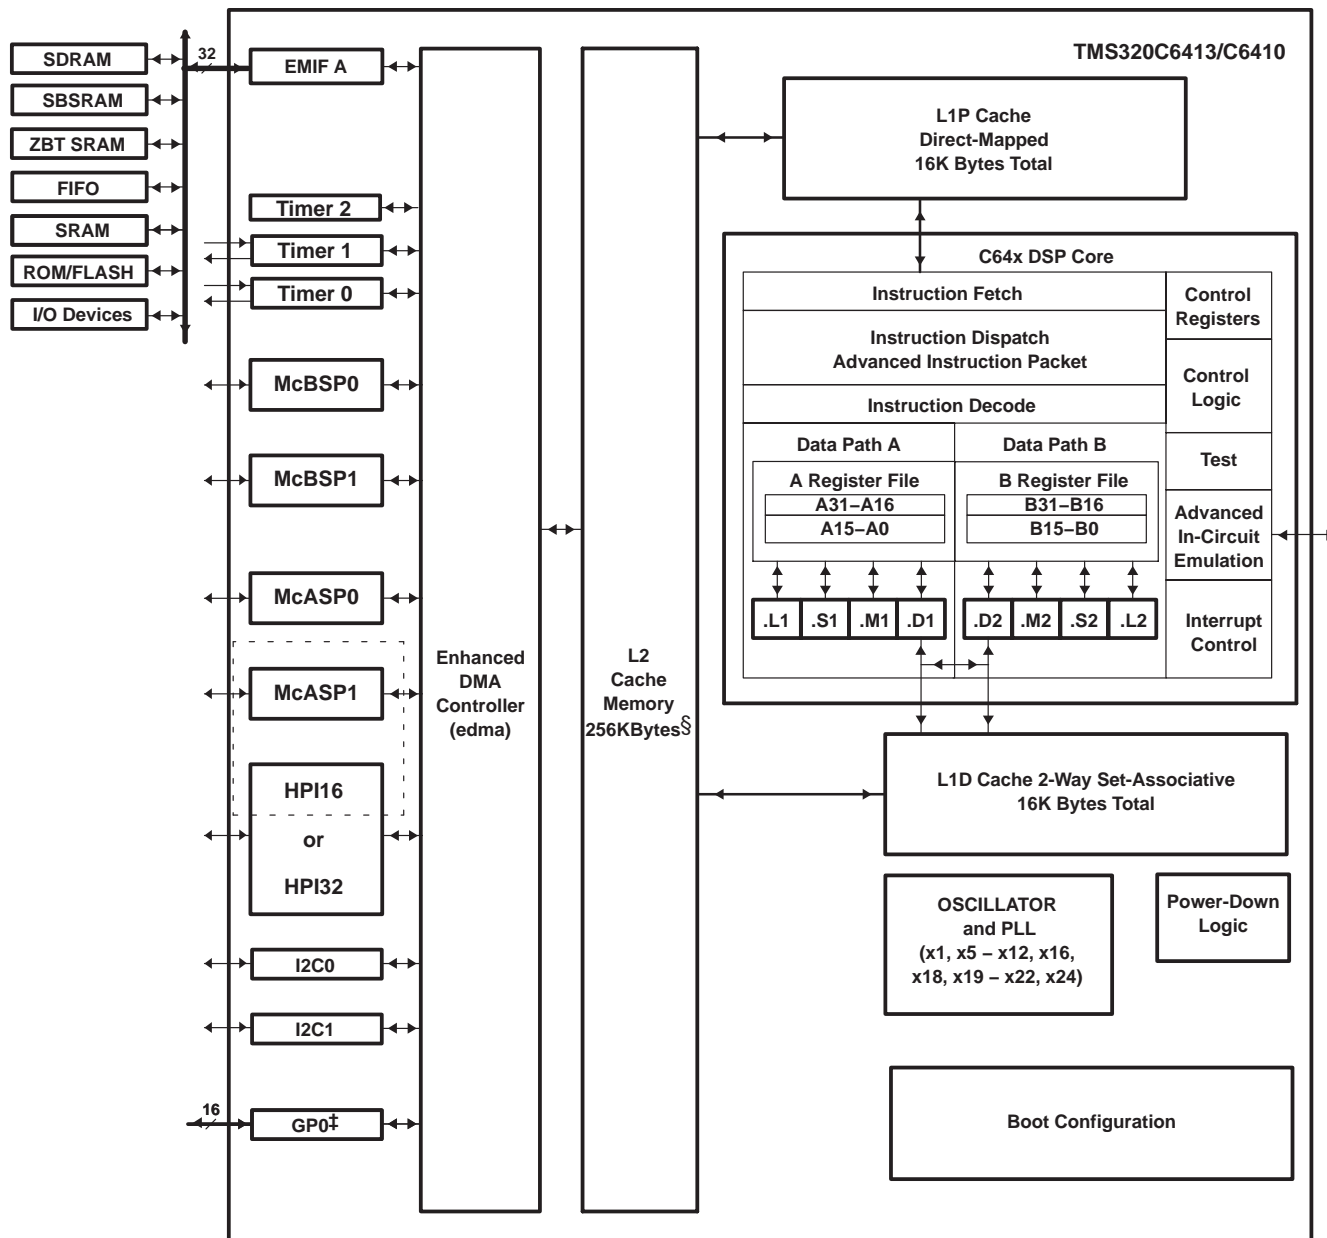 TMS320C6413/C6410
SDRAM
SBSRAM
ZBT SRAM
FIFO
SRAM
ROM/FLASH
I/O Devices
32
EMIF A
Timer 2
Timer 1
Timer 0
McBSP0
McBSP1
McASP0
McASP1
HPI16
or
HPI32
I2C0
I2C1
16
GP0‡
Enhanced
DMA
Controller
(edma)
L2
Cache
Memory
256KBytes§
L1P Cache
Direct-Mapped
16K Bytes Total
C64x DSP Core
Instruction Fetch
Instruction Dispatch
Advanced Instruction Packet
Instruction Decode
Data Path A
Data Path B
A Register File
A31–A16
A15–A0
B Register File
B31–B16
B15–B0
.L1
.S1
.M1
.D1
.D2
.M2
.S2
.L2
Control
Registers
Control
Logic
Test
Advanced
In-Circuit
Emulation
Interrupt
Control
L1D Cache 2-Way Set-Associative
16K Bytes Total
OSCILLATOR
and PLL
(x1, x5 – x12, x16,
x18, x19 – x22, x24)
Power-Down
Logic
Boot Configuration